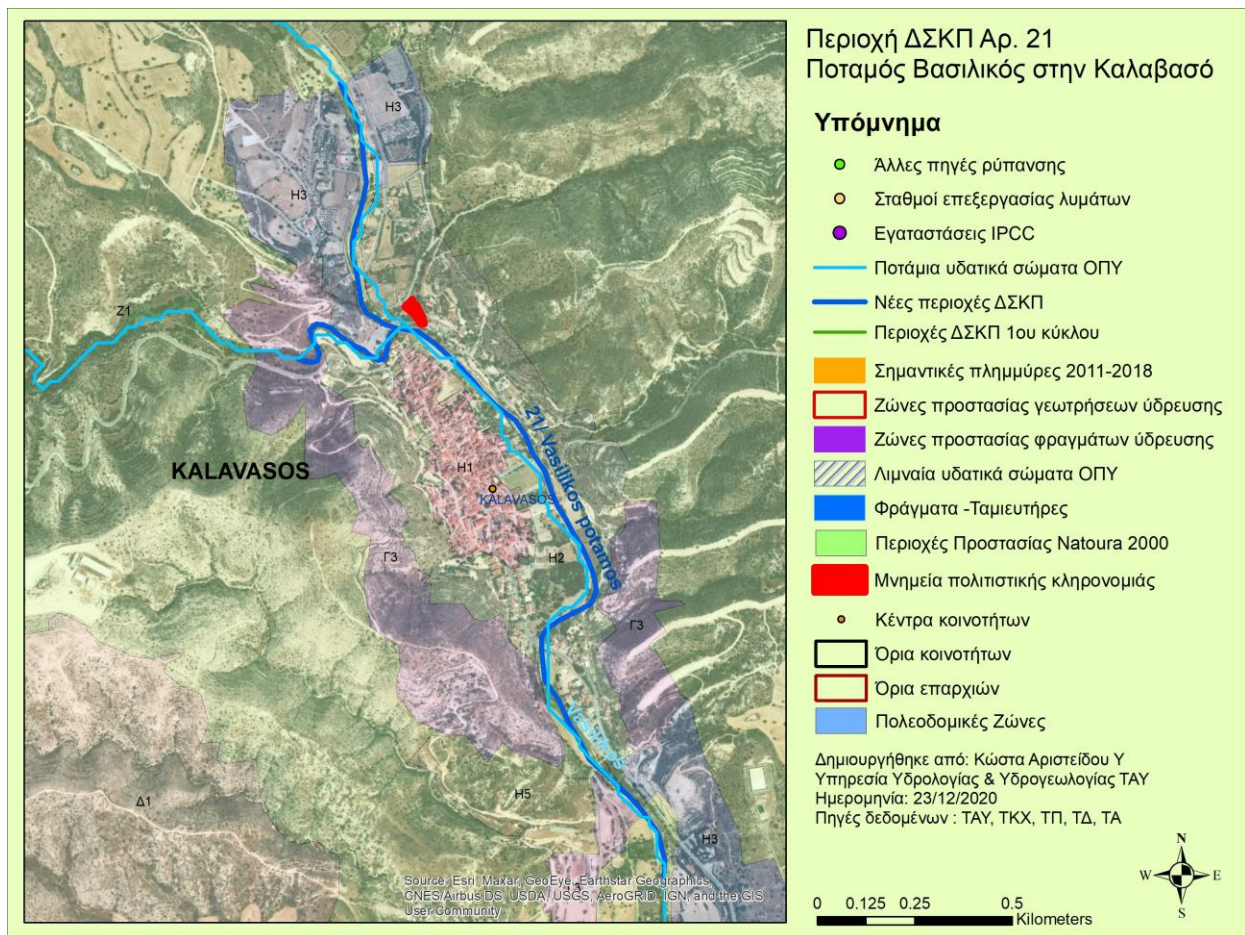 Περιοχή ΔΣΚΠ Αρ. 21
Ποταμός Βασιλικός στην Καλαβασό
Υπόμνημα
Άλλες πηγές ρύπανσης
Σταθμοί επεξεργασίας λυμάτων
Εγαταστάσεις IPCC
Ποτάμια υδατικά σώματα ΟΠΥ
Νέες περιοχές ΔΣΚΠ
Περιοχές ΔΣΚΠ 1ου κύκλου
Σημαντικές πλημμύρες 2011-2018
Ζώνες προστασίας γεωτρήσεων ύδρευσης
Ζώνες προστασίας φραγμάτων ύδρευσης
Λιμναία υδατικά σώματα ΟΠΥ
Φράγματα -Ταμιευτήρες
Περιοχές Προστασίας Natoura 2000
Μνημεία πολιτιστικής κληρονομιάς
Κέντρα κοινοτήτων
Όρια κοινοτήτων
Όρια επαρχιών
Πολεοδομικές Ζώνες
Δημιουργήθηκε από: Κώστα Αριστείδου Υ
Υπηρεσία Υδρολογίας & Υδρογεωλογίας ΤΑΥ
Ημερομηνία: 23/12/2020
Πηγές δεδομένων : ΤΑΥ, ΤΚΧ, ΤΠ, ΤΔ, ΤΑ
N
W E
S
0 0.125 0.25 0.5
Kilometers
H3
H3
Z1
21/ Vasilikos potamos
KALAVASOS
H1
KALAVASOS
Γ3
H2
Γ3
Vasilikos
Δ1
H5
H3
Source: Esri, Maxar, GeoEye, Earthstar Geographics,
CNES/Airbus DS, USDA, USGS, AeroGRID, IGN, and the GIS
User Community